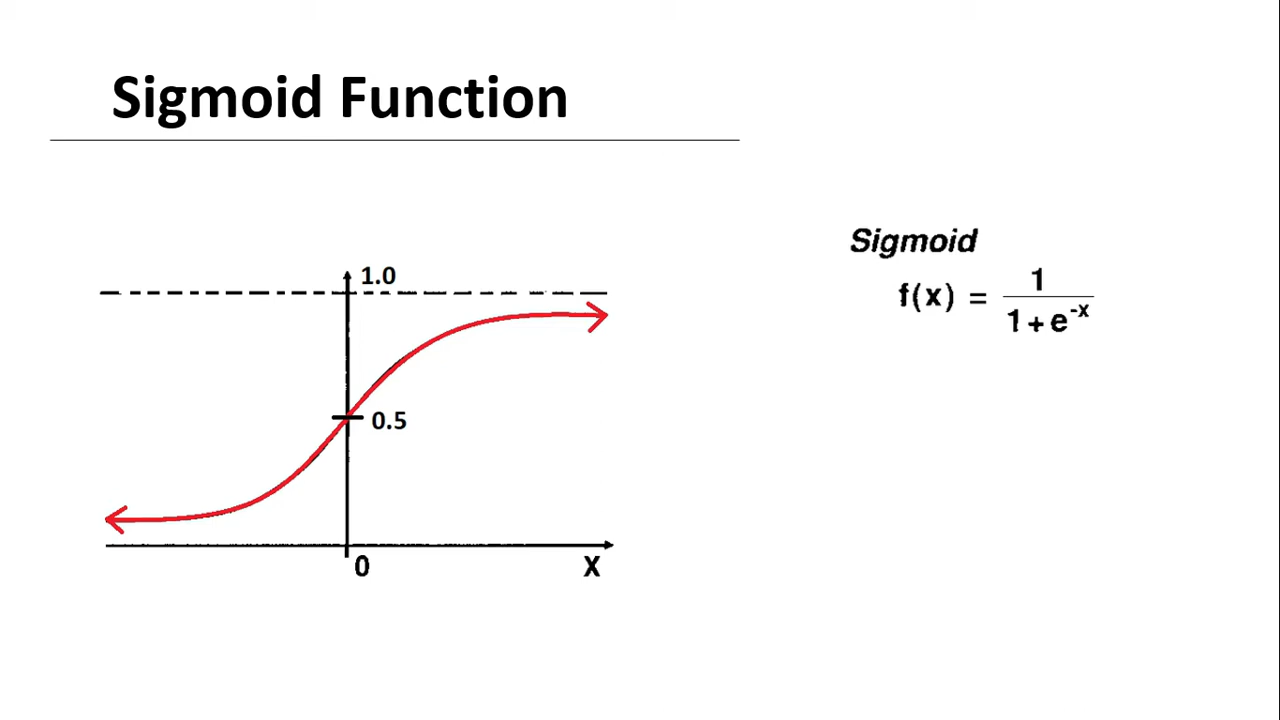 Sigmoid Function
1.0
0.5
0
X
Sigmoid
f(x) = 1 / 1 + e^-x